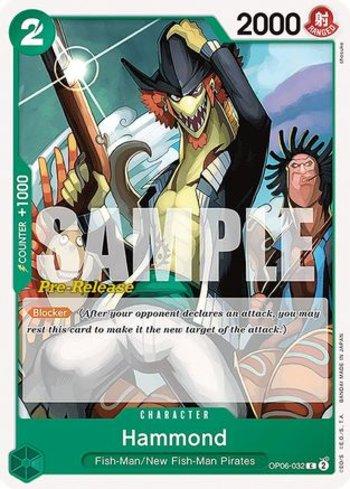 2
2000
射
RANGED
shosuke
COUNTER +1000
SAMPLE
Pre-Release
Blocker (After your opponent declares an attack, you may
rest this card to make it the new target of the attack.)
CHARACTER
Hammond
Fish-Man/New Fish-Man Pirates
OP06-032 C 2
©E.O./S. ©E.O./S., T.A. BANDAI MADE IN JAPAN